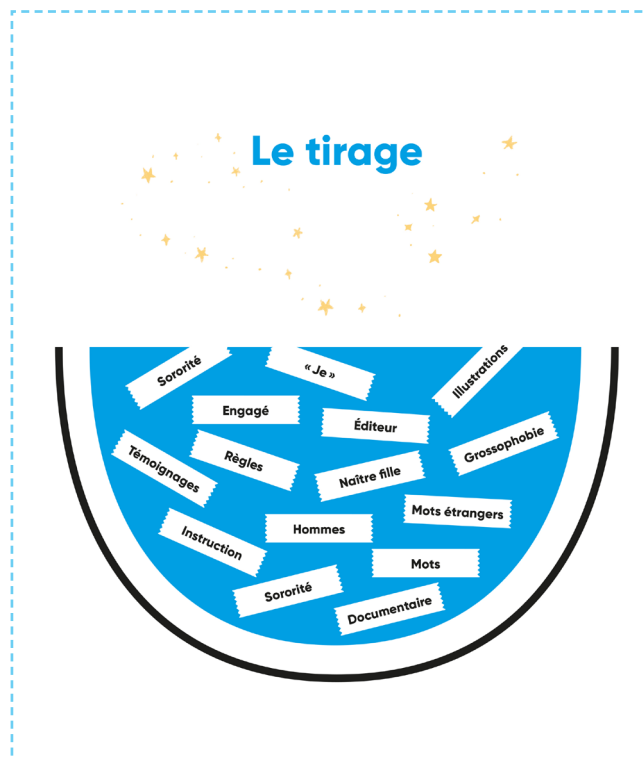 Le tirage
Sororité
« Je »
Illustrations
Engagé
Éditeur
Grossophobie
Témoignages
Règles
Naître fille
Mots étrangers
Instruction
Hommes
Mots
Sororité
Documentaire